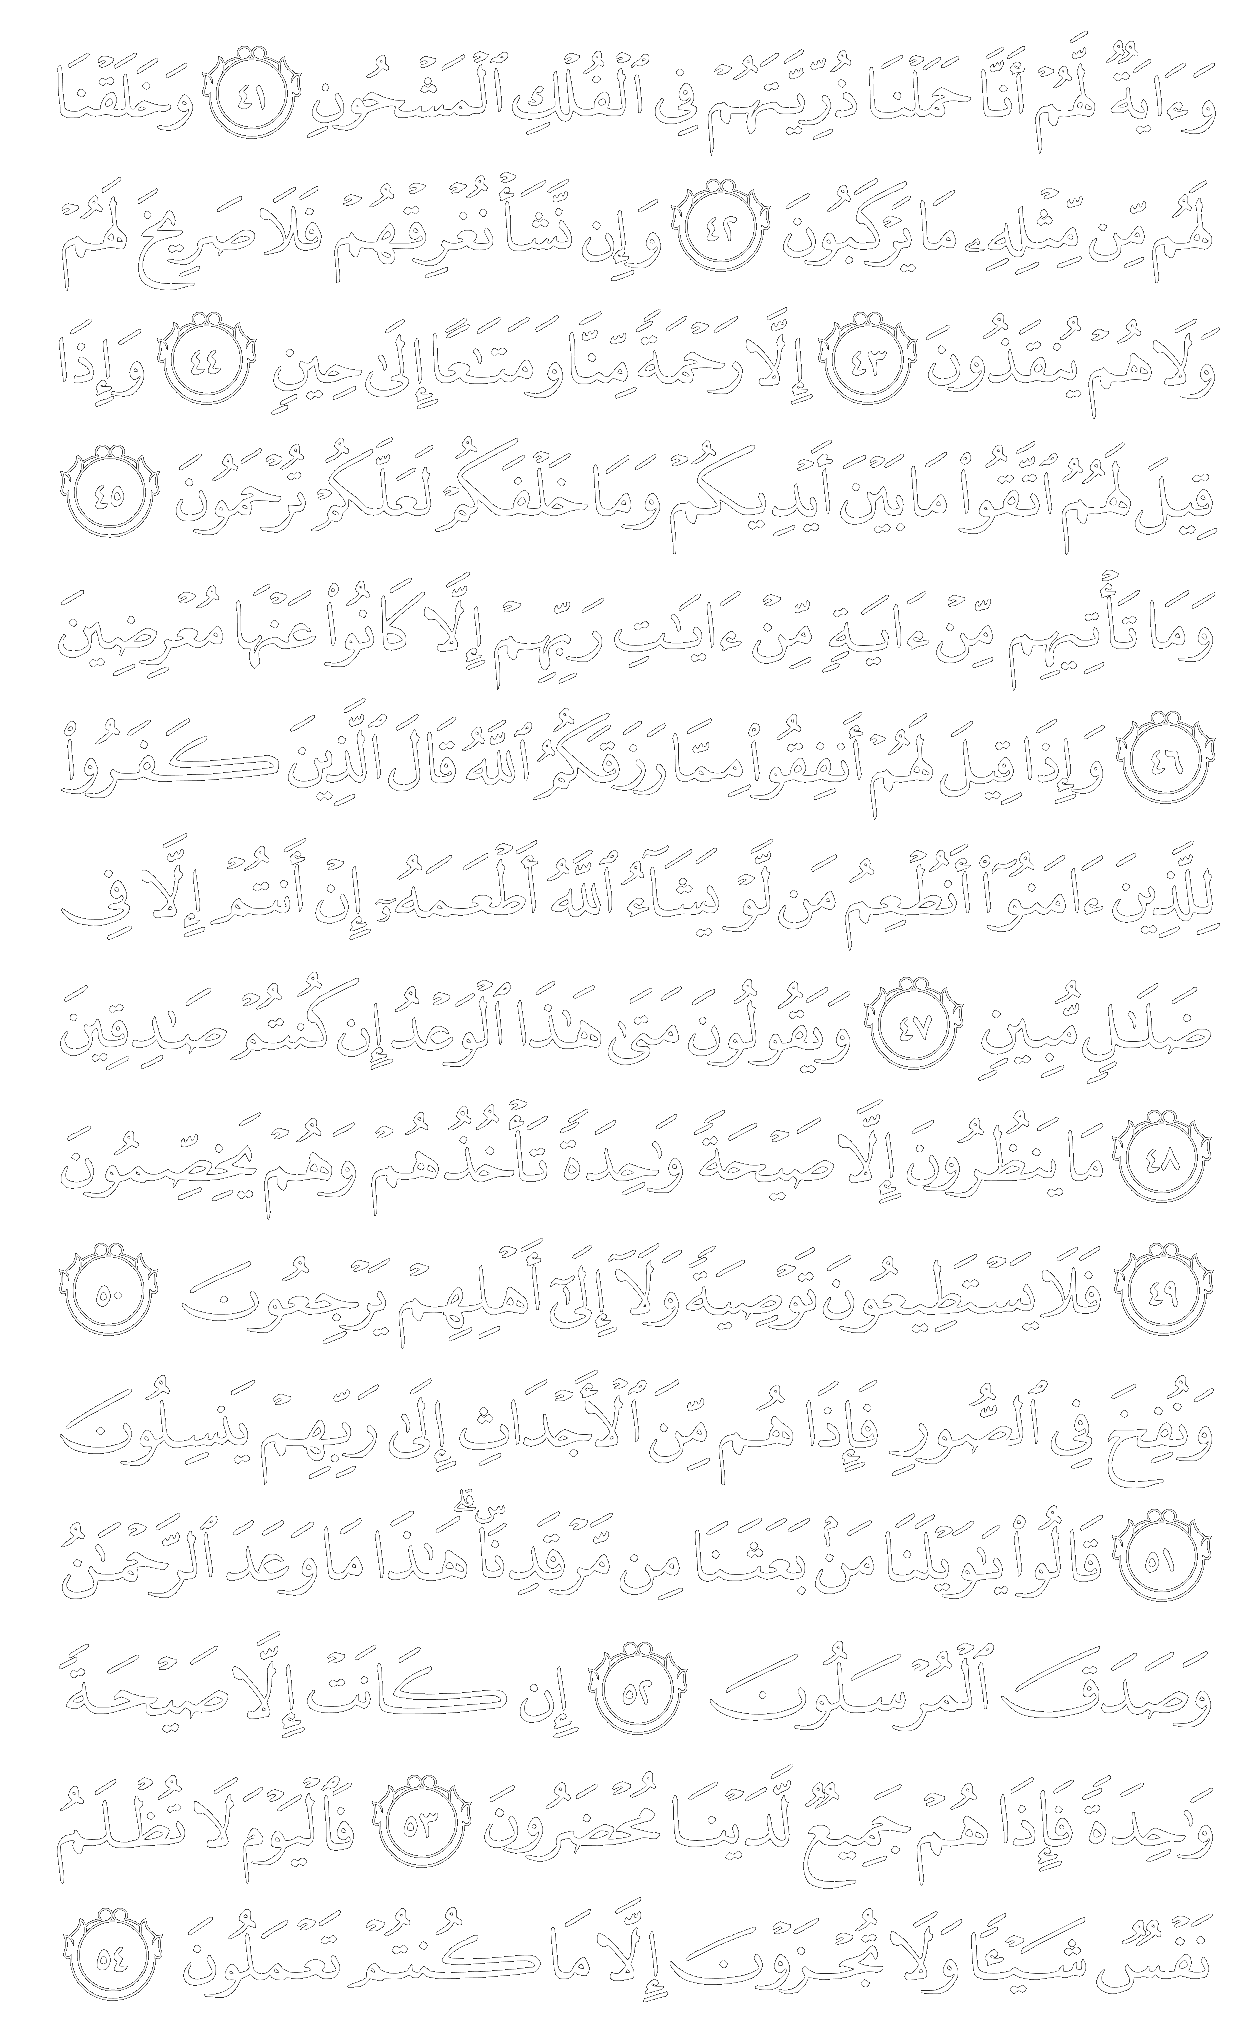 وَءَايَةٌ لَّهُمْ أَنَّا حَمَلْنَا ذُرِّيَّتَهُمْ فِى ٱلْفُلْكِ ٱلْمَشْحُونِ ٤١ وَخَلَقْنَا
لَهُم مِّن مِّثْلِهِۦ مَا يَرْكَبُونَ ٤٢ وَإِن نَّشَأْ نُغْرِقْهُمْ فَلَا صَرِيخَ لَهُمْ
وَلَا هُمْ يُنقَذُونَ ٤٣ إِلَّا رَحْمَةً مِّنَّا وَمَتَـٰعًا إِلَىٰ حِينٍ ٤٤ وَإِذَا
قِيلَ لَهُمُ ٱتَّقُوا۟ مَا بَيْنَ أَيْدِيكُمْ وَمَا خَلْفَكُمْ لَعَلَّكُمْ تُرْحَمُونَ ٤٥
وَمَا تَأْتِيهِم مِّنْ ءَايَةٍ مِّنْ ءَايَـٰتِ رَبِّهِمْ إِلَّا كَانُوا۟ عَنْهَا مُعْرِضِينَ
٤٦ وَإِذَا قِيلَ لَهُمْ أَنفِقُوا۟ مِمَّا رَزَقَكُمُ ٱللَّهُ قَالَ ٱلَّذِينَ كَفَرُوا۟
لِلَّذِينَ ءَامَنُوٓا۟ أَنُطْعِمُ مَن لَّوْ يَشَآءُ ٱللَّهُ أَطْعَمَهُۥٓ إِنْ أَنتُمْ إِلَّا فِى
ضَلَـٰلٍ مُّبِينٍ ٤٧ وَيَقُولُونَ مَتَىٰ هَـٰذَا ٱلْوَعْدُ إِن كُنتُمْ صَـٰدِقِينَ
٤٨ مَا يَنظُرُونَ إِلَّا صَيْحَةً وَٰحِدَةً تَأْخُذُهُمْ وَهُمْ يَخِصِّمُونَ
٤٩ فَلَا يَسْتَطِيعُونَ تَوْصِيَةً وَلَآ إِلَىٰٓ أَهْلِهِمْ يَرْجِعُونَ ٥٠
وَنُفِخَ فِى ٱلصُّورِ فَإِذَا هُم مِّنَ ٱلْأَجْدَاثِ إِلَىٰ رَبِّهِمْ يَنسِلُونَ
٥١ قَالُوا۟ يَـٰوَيْلَنَا مَنۢ بَعَثَنَا مِن مَّرْقَدِنَا ۜ ۗ هَـٰذَا مَا وَعَدَ ٱلرَّحْمَـٰنُ
وَصَدَقَ ٱلْمُرْسَلُونَ ٥٢ إِن كَانَتْ إِلَّا صَيْحَةً
وَٰحِدَةً فَإِذَا هُمْ جَمِيعٌ لَّدَيْنَا مُحْضَرُونَ ٥٣ فَٱلْيَوْمَ لَا تُظْلَمُ
نَفْسٌ شَيْـًٔا وَلَا تُجْزَوْنَ إِلَّا مَا كُنتُمْ تَعْمَلُونَ ٥٤